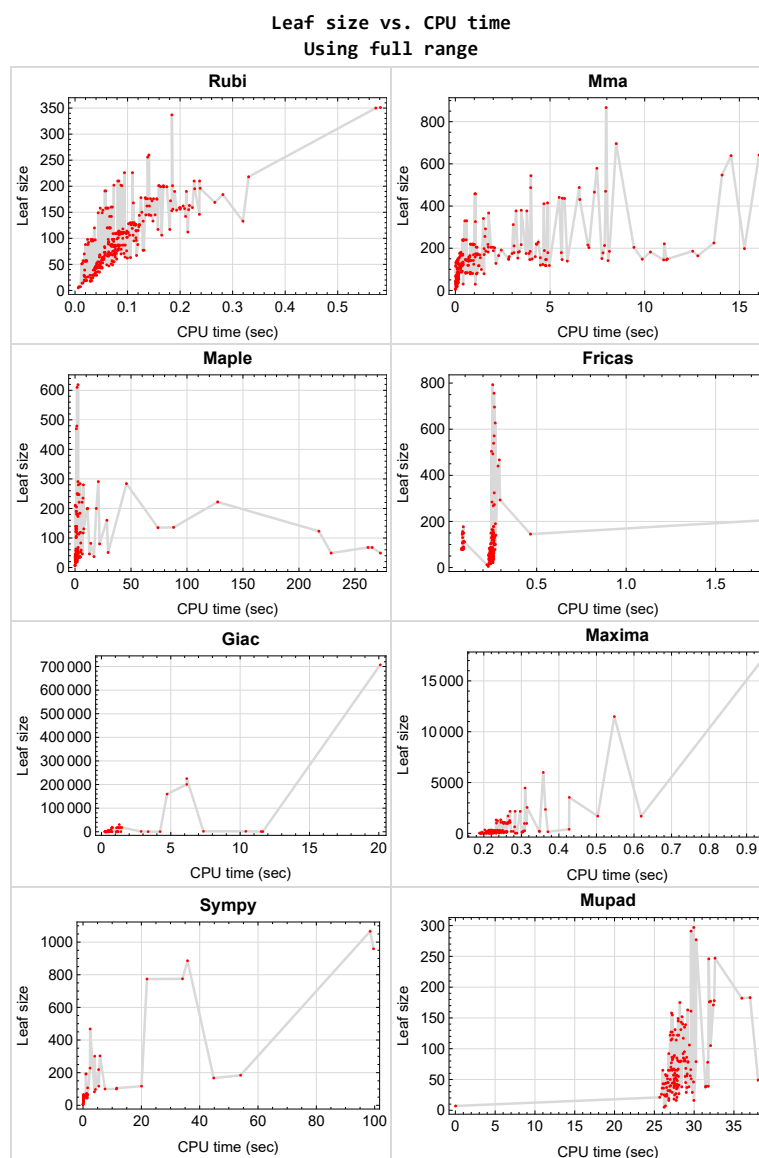 Leaf size vs. CPU time
Using full range
Rubi
Leaf size
350
300
250
200
150
100
50
0
0.0 0.1 0.2 0.3 0.4 0.5
CPU time (sec)
Mma
Leaf size
800
600
400
200
0
0 5 10 15
CPU time (sec)
Maple
Leaf size
600
500
400
300
200
100
0
0 50 100 150 200 250
CPU time (sec)
Fricas
Leaf size
800
600
400
200
0
0.5 1.0 1.5
CPU time (sec)
Giac
Leaf size
700 000
600 000
500 000
400 000
300 000
200 000
100 000
0
0 5 10 15 20
CPU time (sec)
Maxima
Leaf size
15 000
10 000
5000
0
0.2 0.3 0.4 0.5 0.6 0.7 0.8 0.9
CPU time (sec)
Sympy
Leaf size
1000
800
600
400
200
0
0 20 40 60 80 100
CPU time (sec)
Mupad
Leaf size
300
250
200
150
100
50
0
0 5 10 15 20 25 30 35
CPU time (sec)